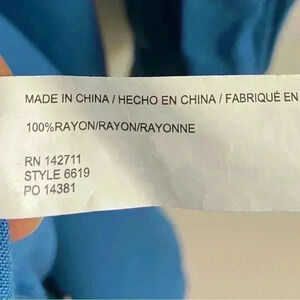 MADE IN CHINA / HECHO EN CHINA / FABRIQUÉ EN
100%RAYON/RAYON/RAYONNE
RN 142711
STYLE 6619
PO 14381